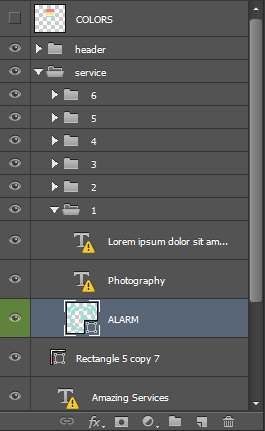 COLORS
header
service
6
5
4
3
2
1
Lorem ipsum dolor sit am...
Photography
ALARM
Rectangle 5 copy 7
Amazing Services
fx